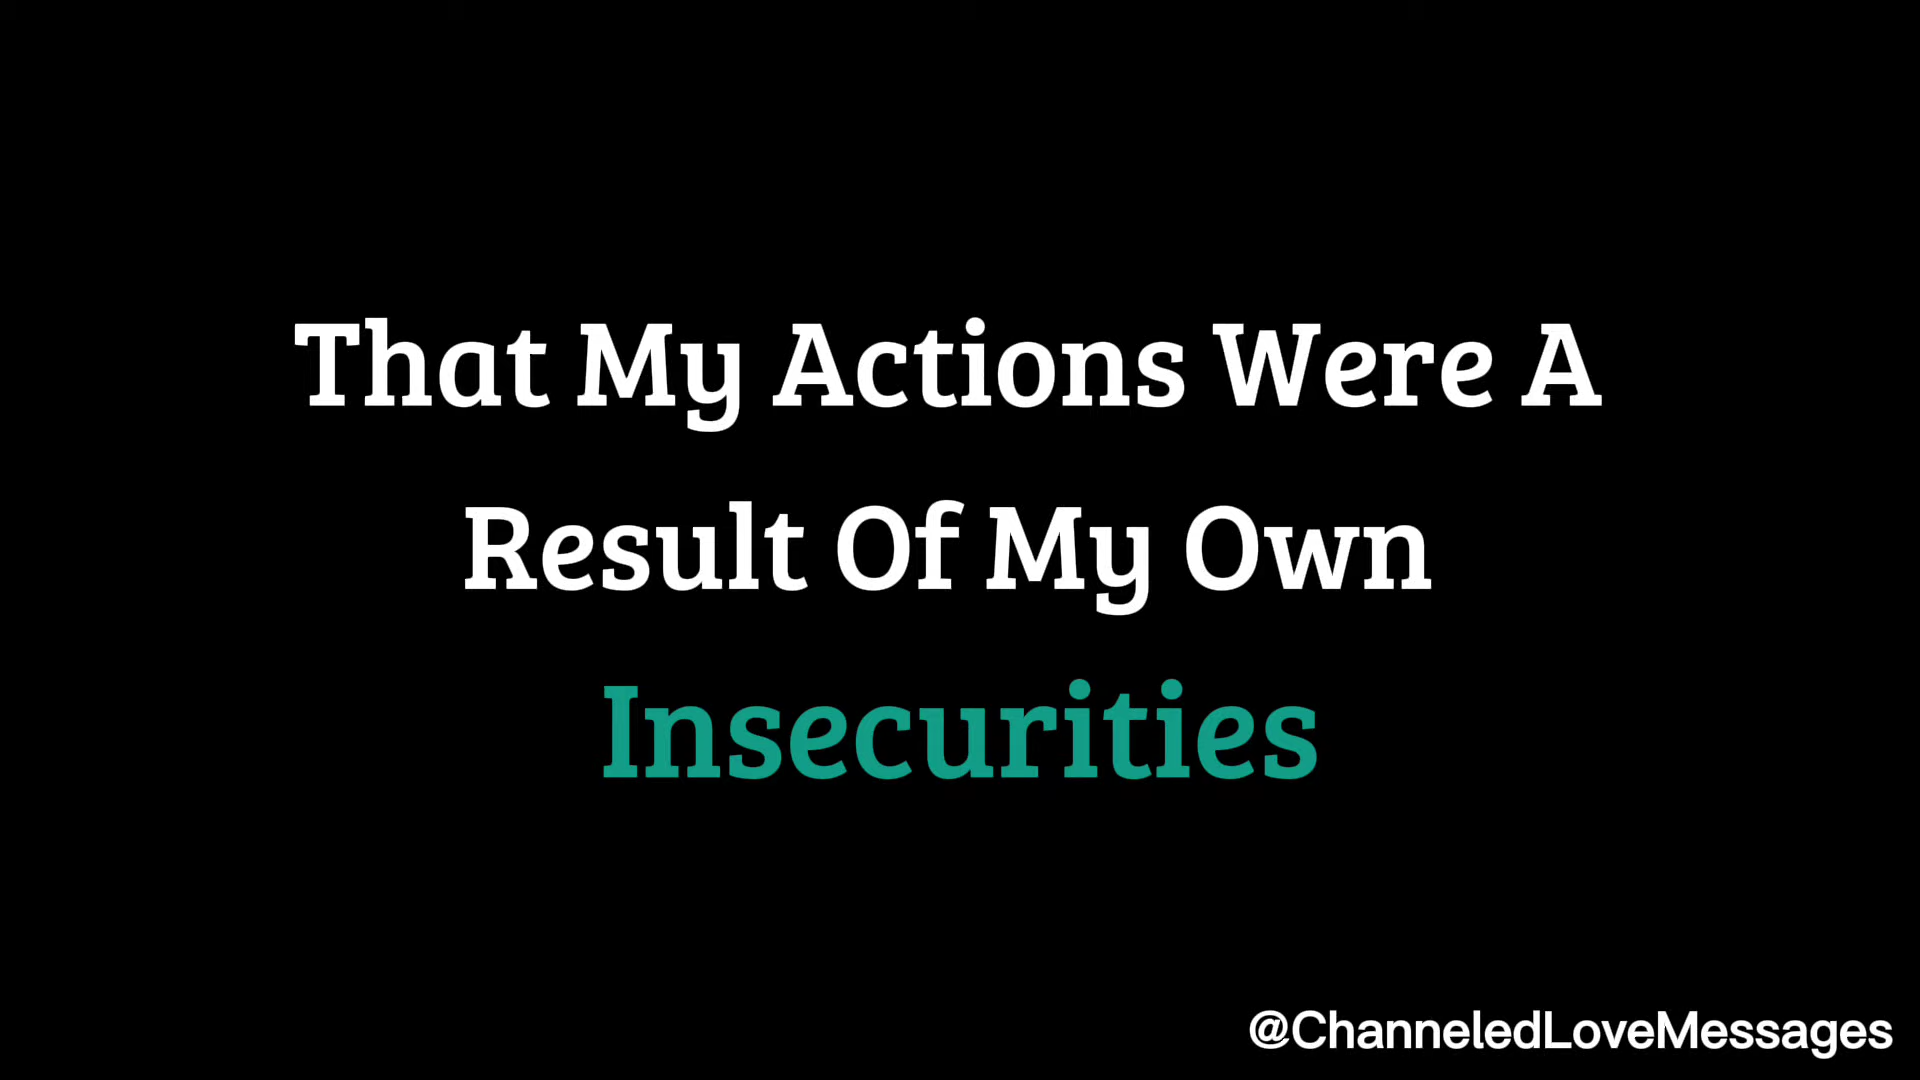 That My Actions Were A
Result Of My Own
Insecurities
@ChanneledLoveMessages